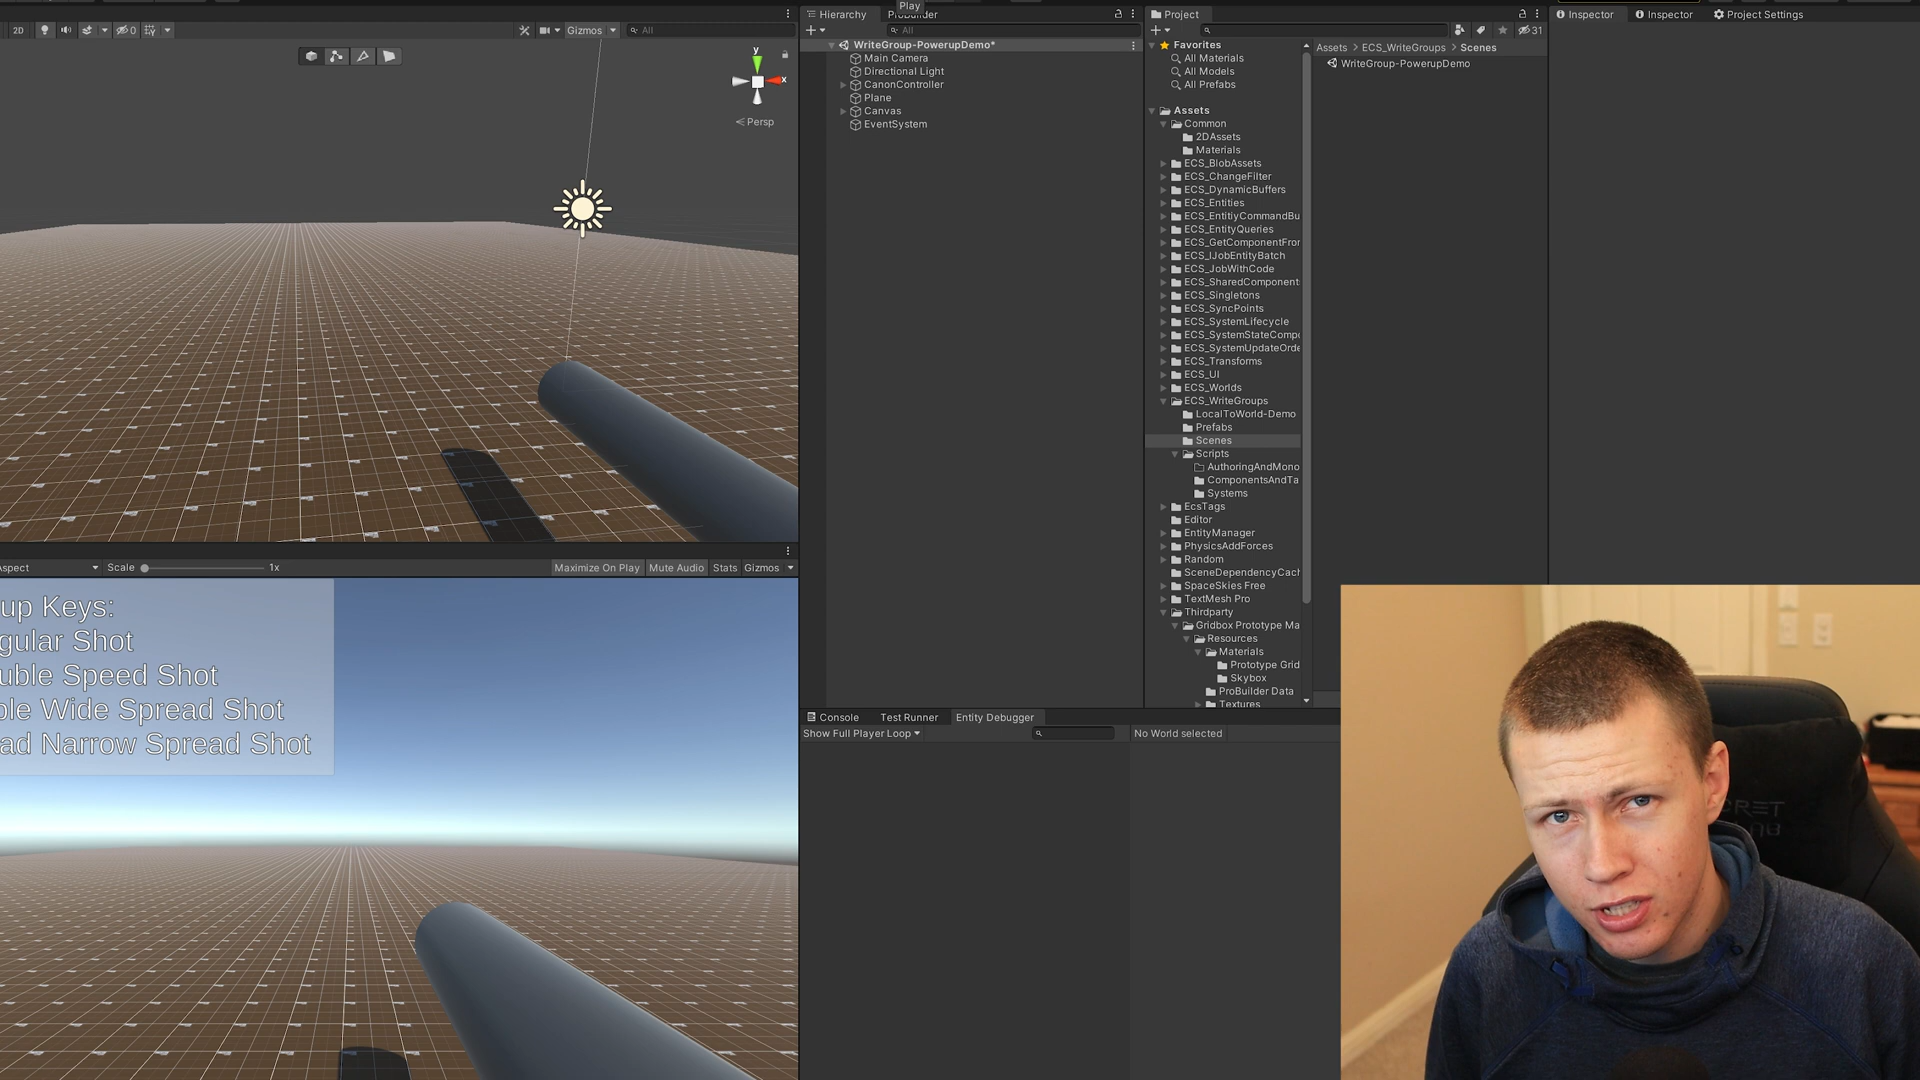 Play
Hierarchy
ProBuilder
Project
Inspector
Inspector
Project Settings
2D
0
Gizmos
All
All
31
WriteGroup-PowerupDemo*
Main Camera
Directional Light
CanonController
Plane
Canvas
EventSystem
y
x
Persp
Favorites
All Materials
All Models
All Prefabs
Assets
Common
2DAssets
Materials
ECS_BlobAssets
ECS_ChangeFilter
ECS_DynamicBuffers
ECS_Entities
ECS_EntitiyCommandBu
ECS_EntityQueries
ECS_GetComponentFror
ECS_IJobEntityBatch
ECS_JobWithCode
ECS_SharedComponent
ECS_Singletons
ECS_SyncPoints
ECS_SystemLifecycle
ECS_SystemStateCompo
ECS_SystemUpdateOrde
ECS_Transforms
ECS_UI
ECS_Worlds
ECS_WriteGroups
LocalToWorld-Demo
Prefabs
Scenes
Scripts
AuthoringAndMono
ComponentsAndTa
Systems
EcsTags
Editor
EntityManager
PhysicsAddForces
Random
SceneDependencyCach
SpaceSkies Free
TextMesh Pro
Thirdparty
Gridbox Prototype Ma
Resources
Materials
Prototype Grid
Skybox
ProBuilder Data
Textures
Assets > ECS_WriteGroups > Scenes
WriteGroup-PowerupDemo
spect
Scale
1x
Maximize On Play
Mute Audio
Stats
Gizmos
up Keys:
gular Shot
uble Speed Shot
ple Wide Spread Shot
ad Narrow Spread Shot
Console
Test Runner
Entity Debugger
Show Full Player Loop
No World selected